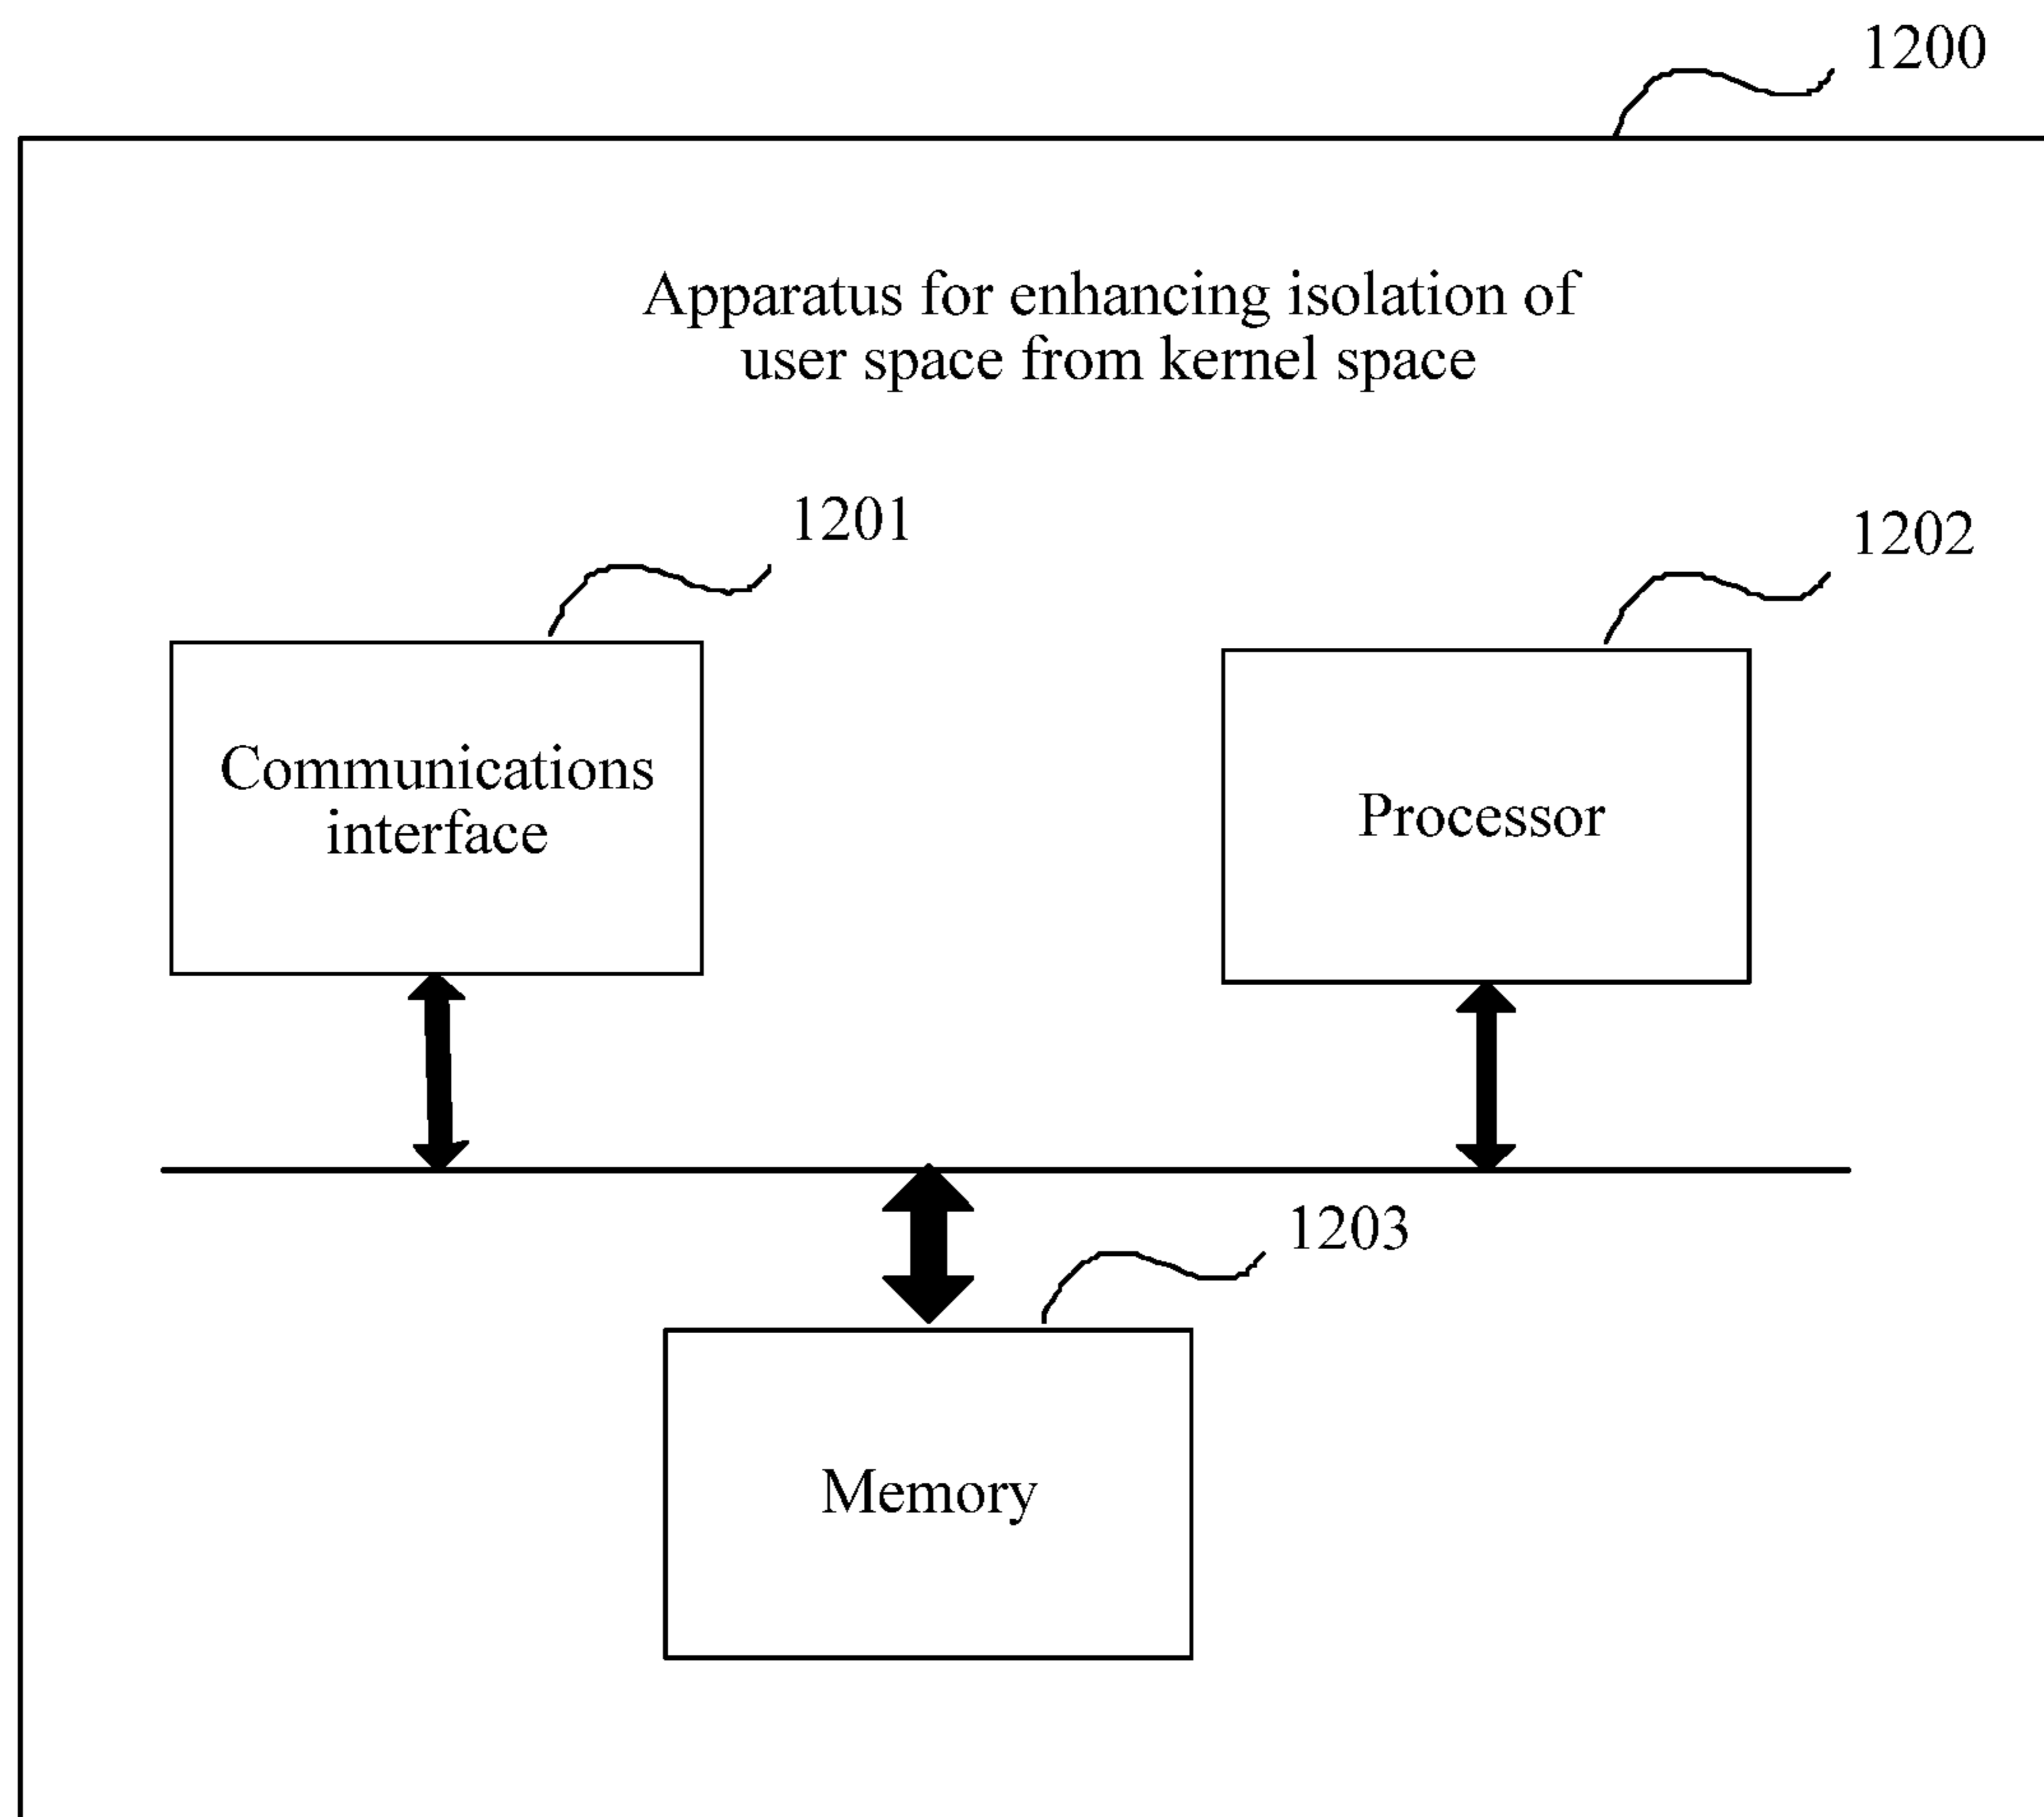 1200
Apparatus for enhancing isolation of
user space from kernel space
1201
1202
Communications
interface
Processor
1203
Memory